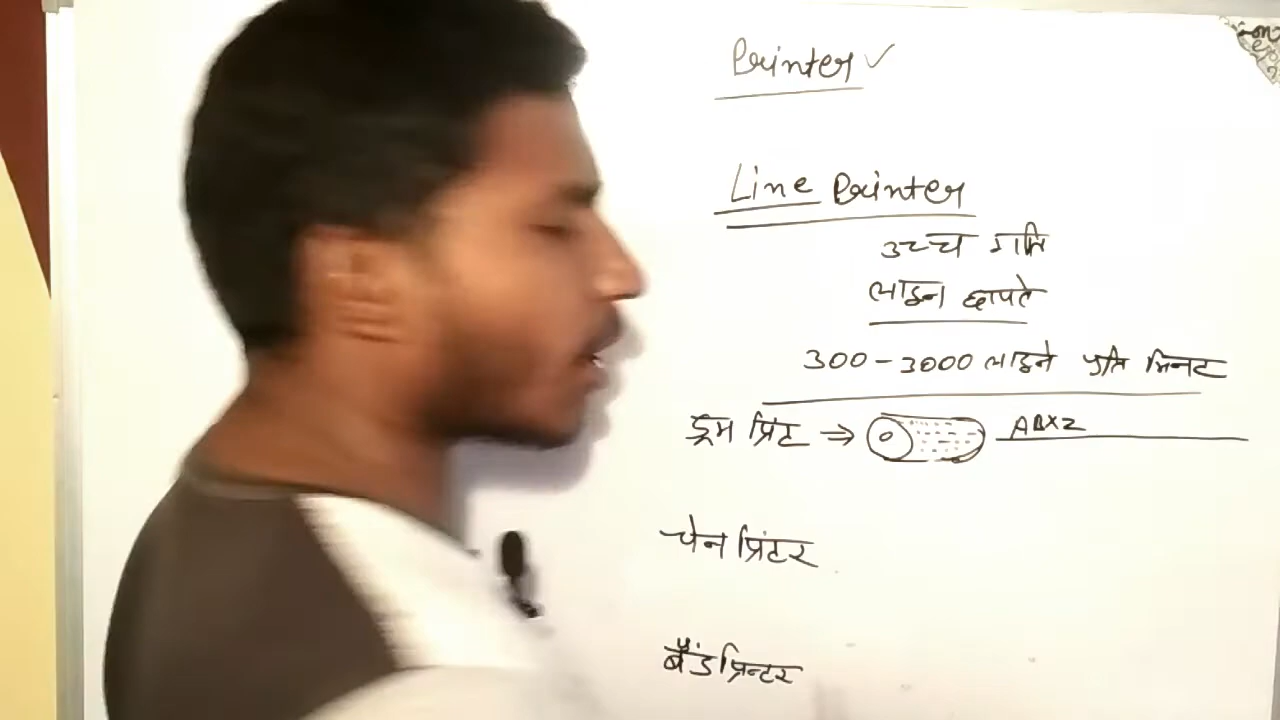 Printer ✓
Line Printer
उच्च गति
लाइन छापते
300-3000 लाइने प्रति मिनट
ड्रम प्रिंट ⇒ ABXZ
चेन प्रिंटर
बैंड प्रिन्टर